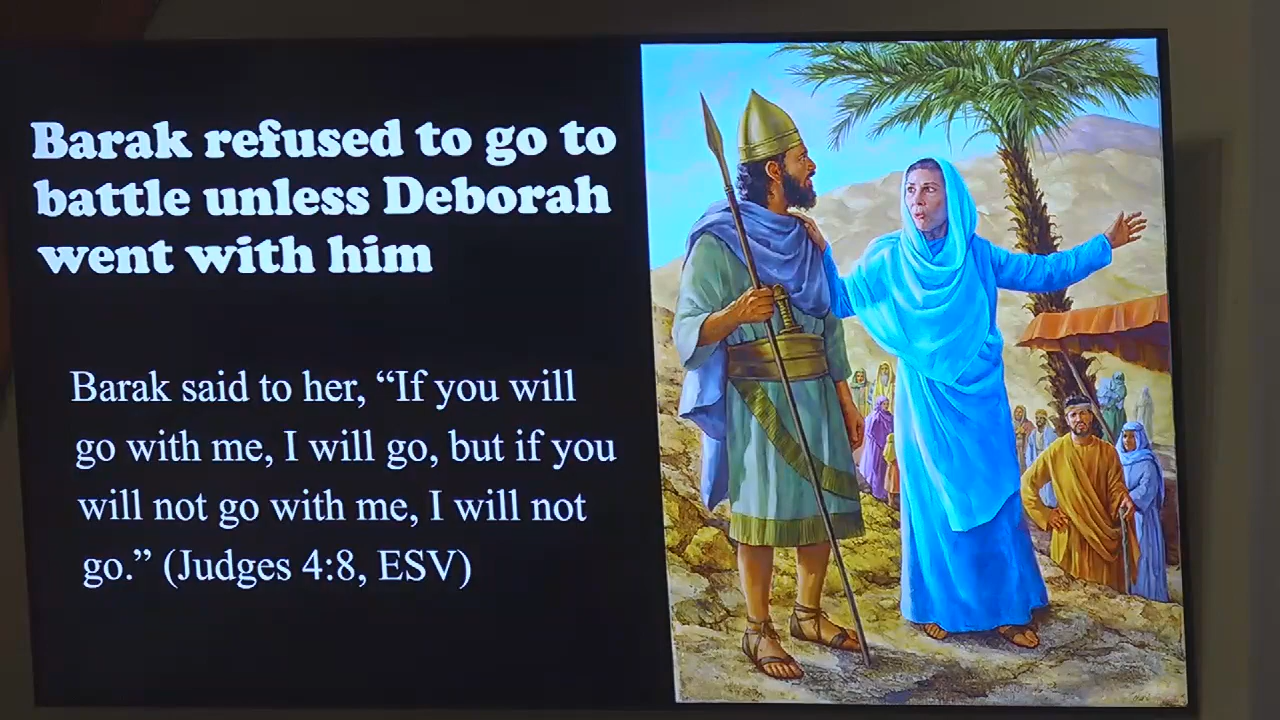 Barak refused to go to
battle unless Deborah
went with him
Barak said to her, “If you will
go with me, I will go, but if you
will not go with me, I will not
go.” (Judges 4:8, ESV)